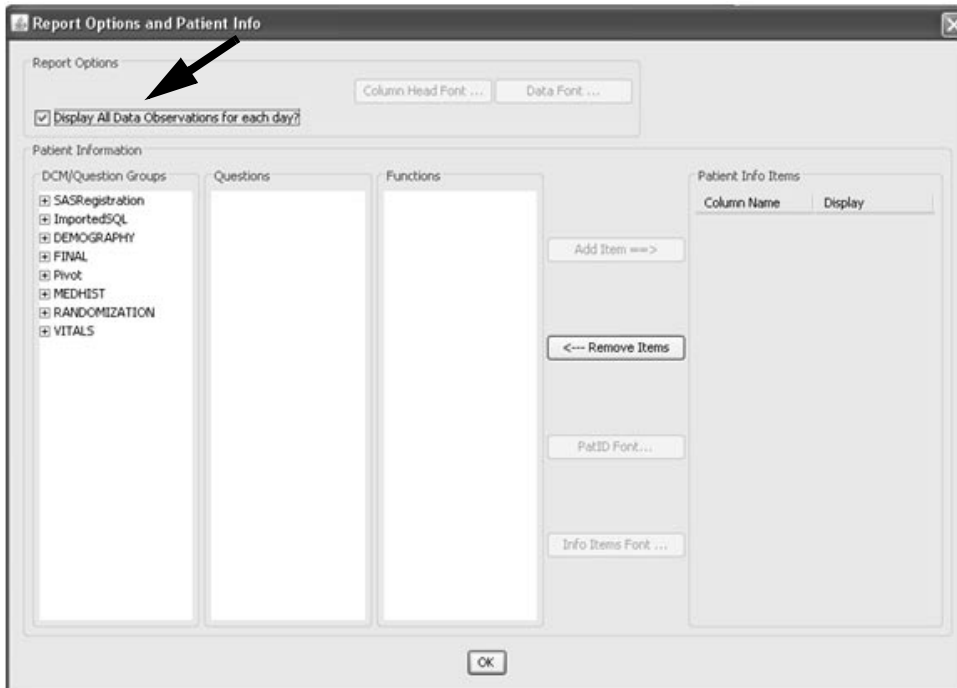 Report Options and Patient Info
Report Options
Column Head Font ... Data Font ...
Display All Data Observations for each day?
Patient Information
DCM/Question Groups Questions Functions Patient Info Items
SASRegistration
ImportedSQL
DEMOGRAPHY
FINAL
Pivot
MEDHIST
RANDOMIZATION
VITALS
Column Name Display
Add Item ==>
<--- Remove Items
PatID Font...
Info Items Font ...
OK